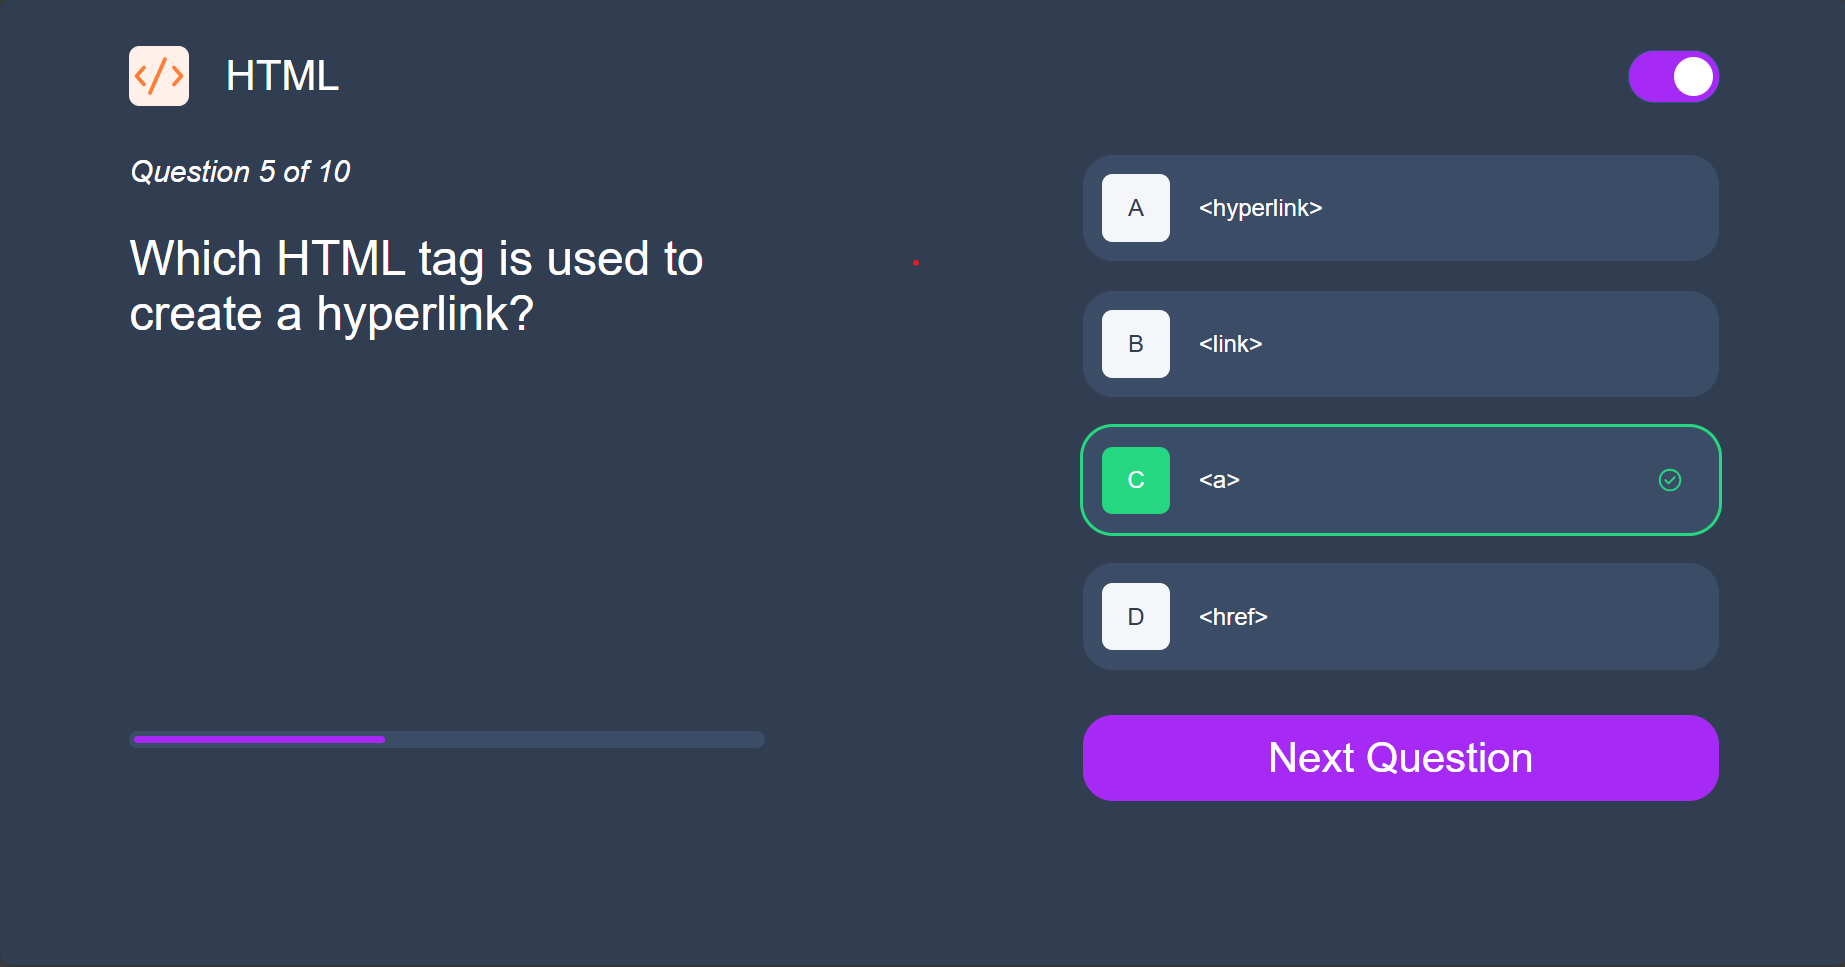 HTML
Question 5 of 10
Which HTML tag is used to
create a hyperlink?
A <hyperlink>
B <link>
C <a>
D <href>
Next Question